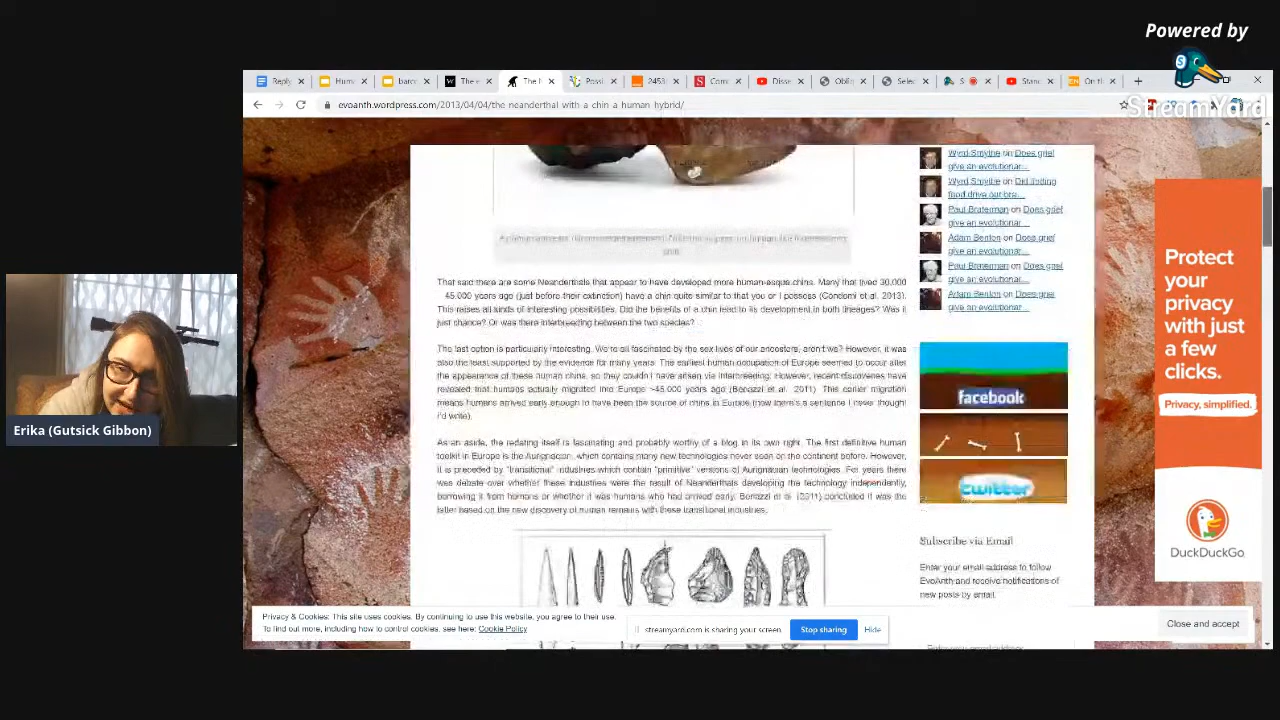 Powered by
StreamYard
Reply
Hum
barc
The e
The h
Possi
2453
Com
Disse
Oblig
Selec
S
Stanc
On th
evoanth.wordpress.com/2013/04/04/the-neanderthal-with-a-chin-a-human-hybrid/
Wyrd Smythe on Does grief
give an evolutionar...
Wyrd Smythe on Did
food drive our bra...
Paul Braterman on Does grief
give an evolutionar...
Adam Benton on Does grief
give an evolutionar...
Paul Braterman on Does grief
give an evolutionar...
Adam Benton on Does grief
give an evolutionar...
That said there are some Neanderthals that appear to have developed more human-esque chins. Many that lived 30,000
- 45,000 years ago (just before their extinction) have a chin quite similar to that you or I possess (Condemi et al. 2013).
This raises all kinds of interesting possibilities. Did the benefits of a chin lead to its development in both lineages? Was it
just chance? Or was there interbreeding between the two species?
The last option is particularly interesting. We're all fascinated by the sex lives of our ancestors, aren't we? However, it was
also the least supported by the evidence for many years. The earliest human occupation of Europe seemed to occur after
the appearance of these human chins, so they couldn't have arisen via interbreeding. However, recent discoveries have
revealed that humans actually migrated into Europe ~45,000 years ago (Benazzi et al. 2011). This earlier migration
means humans arrived early enough to have been the source of chins in Europe (now there's a sentence I never thought
I'd write).
As an aside, the redating itself is fascinating and probably worthy of a blog in its own right. The first definitive human
toolkit in Europe is the Aurignacian, which contains many new technologies never seen on the continent before. However,
it is preceded by "transitional" industries which contain "primitive" versions of Aurignacian technologies. For years there
was debate over whether these industries were the result of Neanderthals developing the technology independently,
borrowing it from humans or whether it was humans who had arrived early. Benazzi et al. (2011) concluded it was the
latter based on the new discovery of human remains with these transitional industries.
facebook
twitter
Subscribe via Email
Enter your email address to follow
EvoAnth and receive notifications of
new posts by email.
Protect
your
privacy
with just
a few
clicks.
Privacy, simplified.
DuckDuckGo.
Erika (Gutsick Gibbon)
Privacy & Cookies: This site uses cookies. By continuing to use this website, you agree to their use.
To find out more, including how to control cookies, see here: Cookie Policy
streamyard.com is sharing your screen.
Stop sharing
Hide
Close and accept